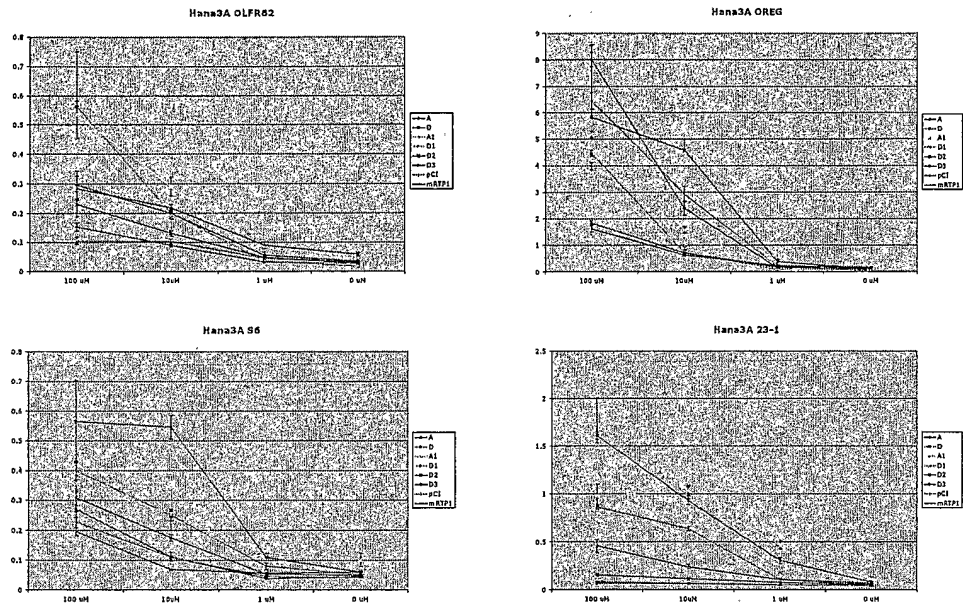 Hana3A OLFR62
0.8
0.7
0.6
0.5
0.4
0.3
0.2
0.1
0
100 uM
10uM
1 uM
0 uM
A
D
A1
D1
D2
D3
pCI
mRTP1
Hana3A OREG
9
8
7
6
5
4
3
2
1
0
100 uM
10uM
1 uM
0 uM
A
D
A1
D1
D2
D3
pCI
mRTP1
Hana3A S6
0.8
0.7
0.6
0.5
0.4
0.3
0.2
0.1
0
100 uM
10uM
1 uM
0 uM
A
D
A1
D1
D2
D3
pCI
mRTP1
Hana3A 23-1
2.5
2
1.5
1
0.5
0
100 uM
10uM
1 uM
0 uM
A
D
A1
D1
D2
D3
pCI
mRTP1